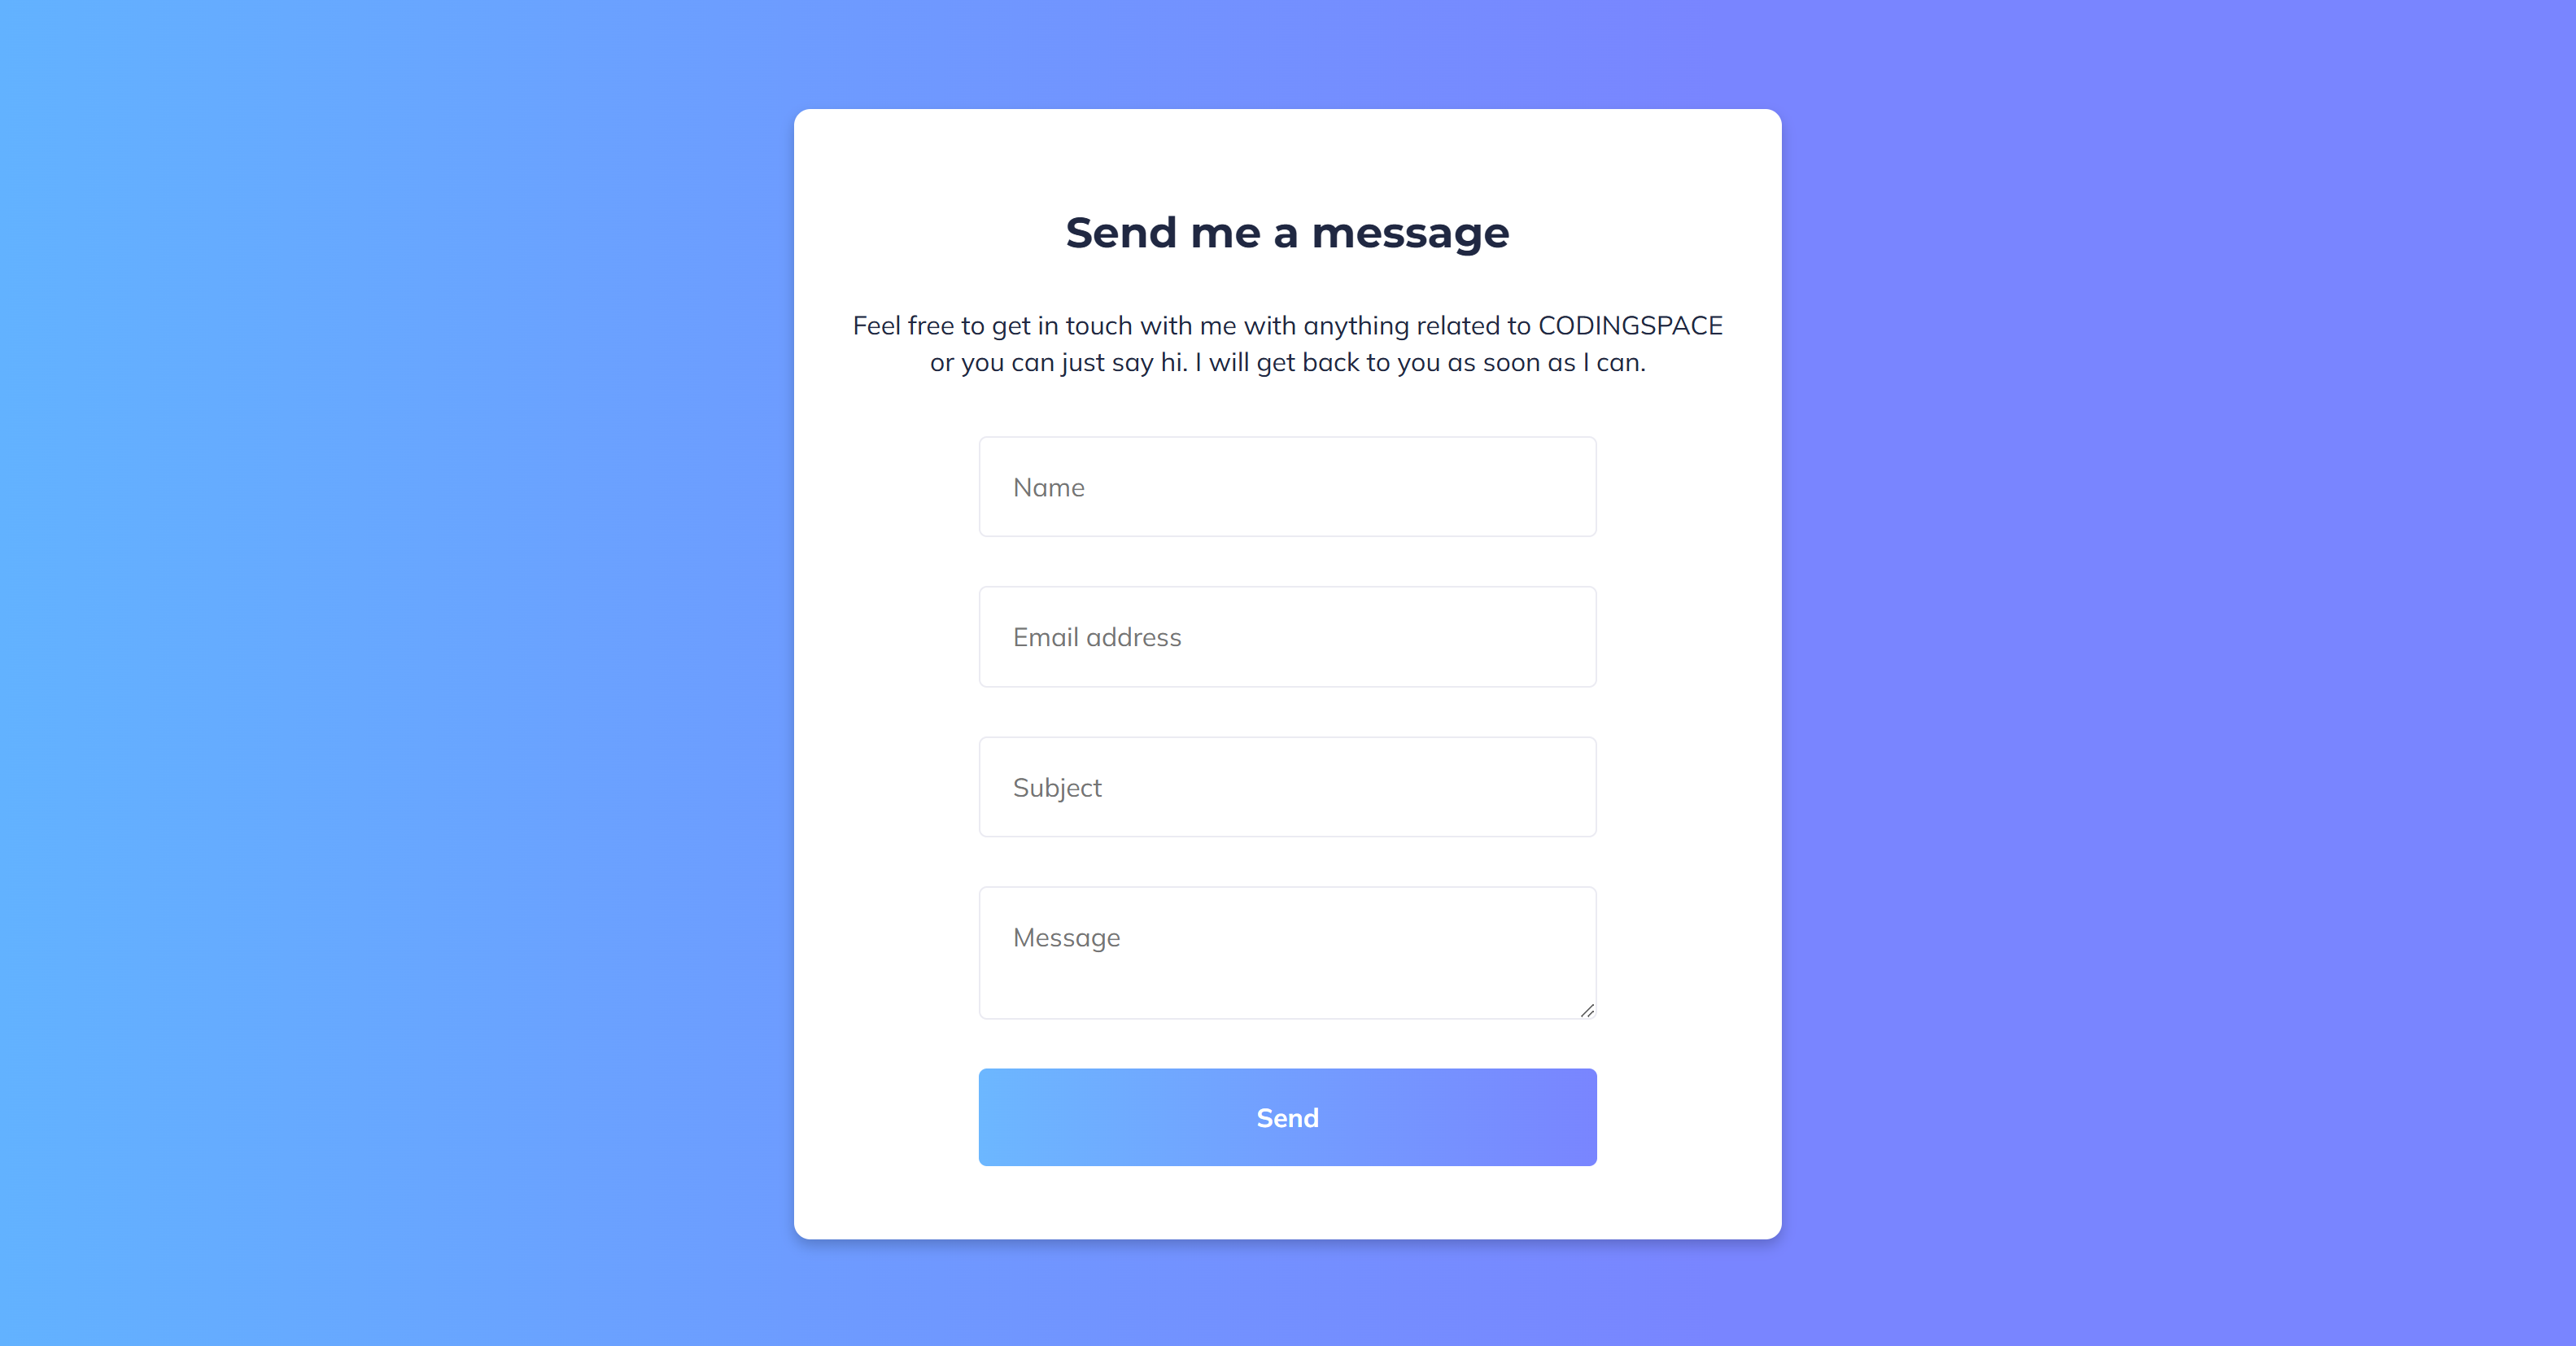 Send me a message
Feel free to get in touch with me with anything related to CODINGSPACE
or you can just say hi. I will get back to you as soon as I can.
Name
Email address
Subject
Message
Send